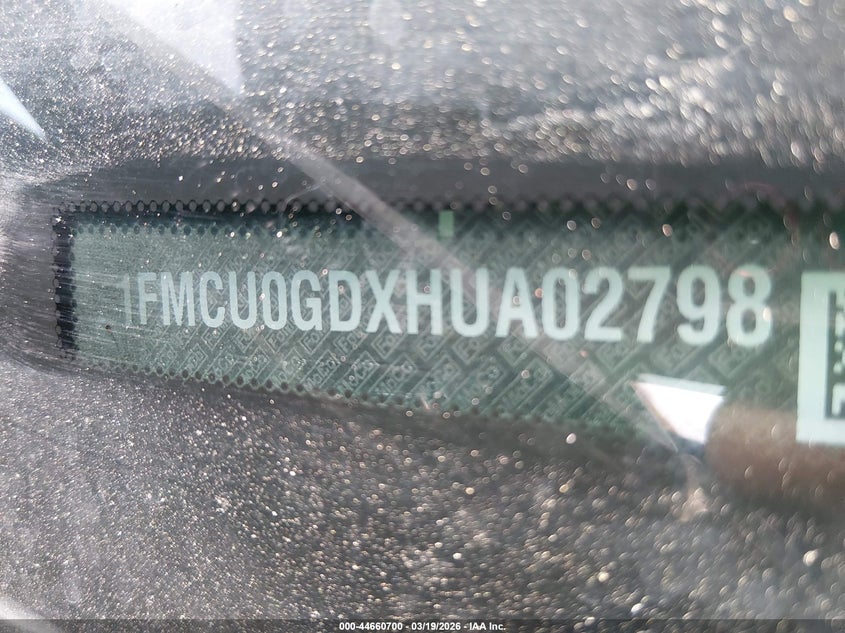 1FMCU0GDXHUA02798
000-44660700 - 03/19/2026 - IAA Inc.